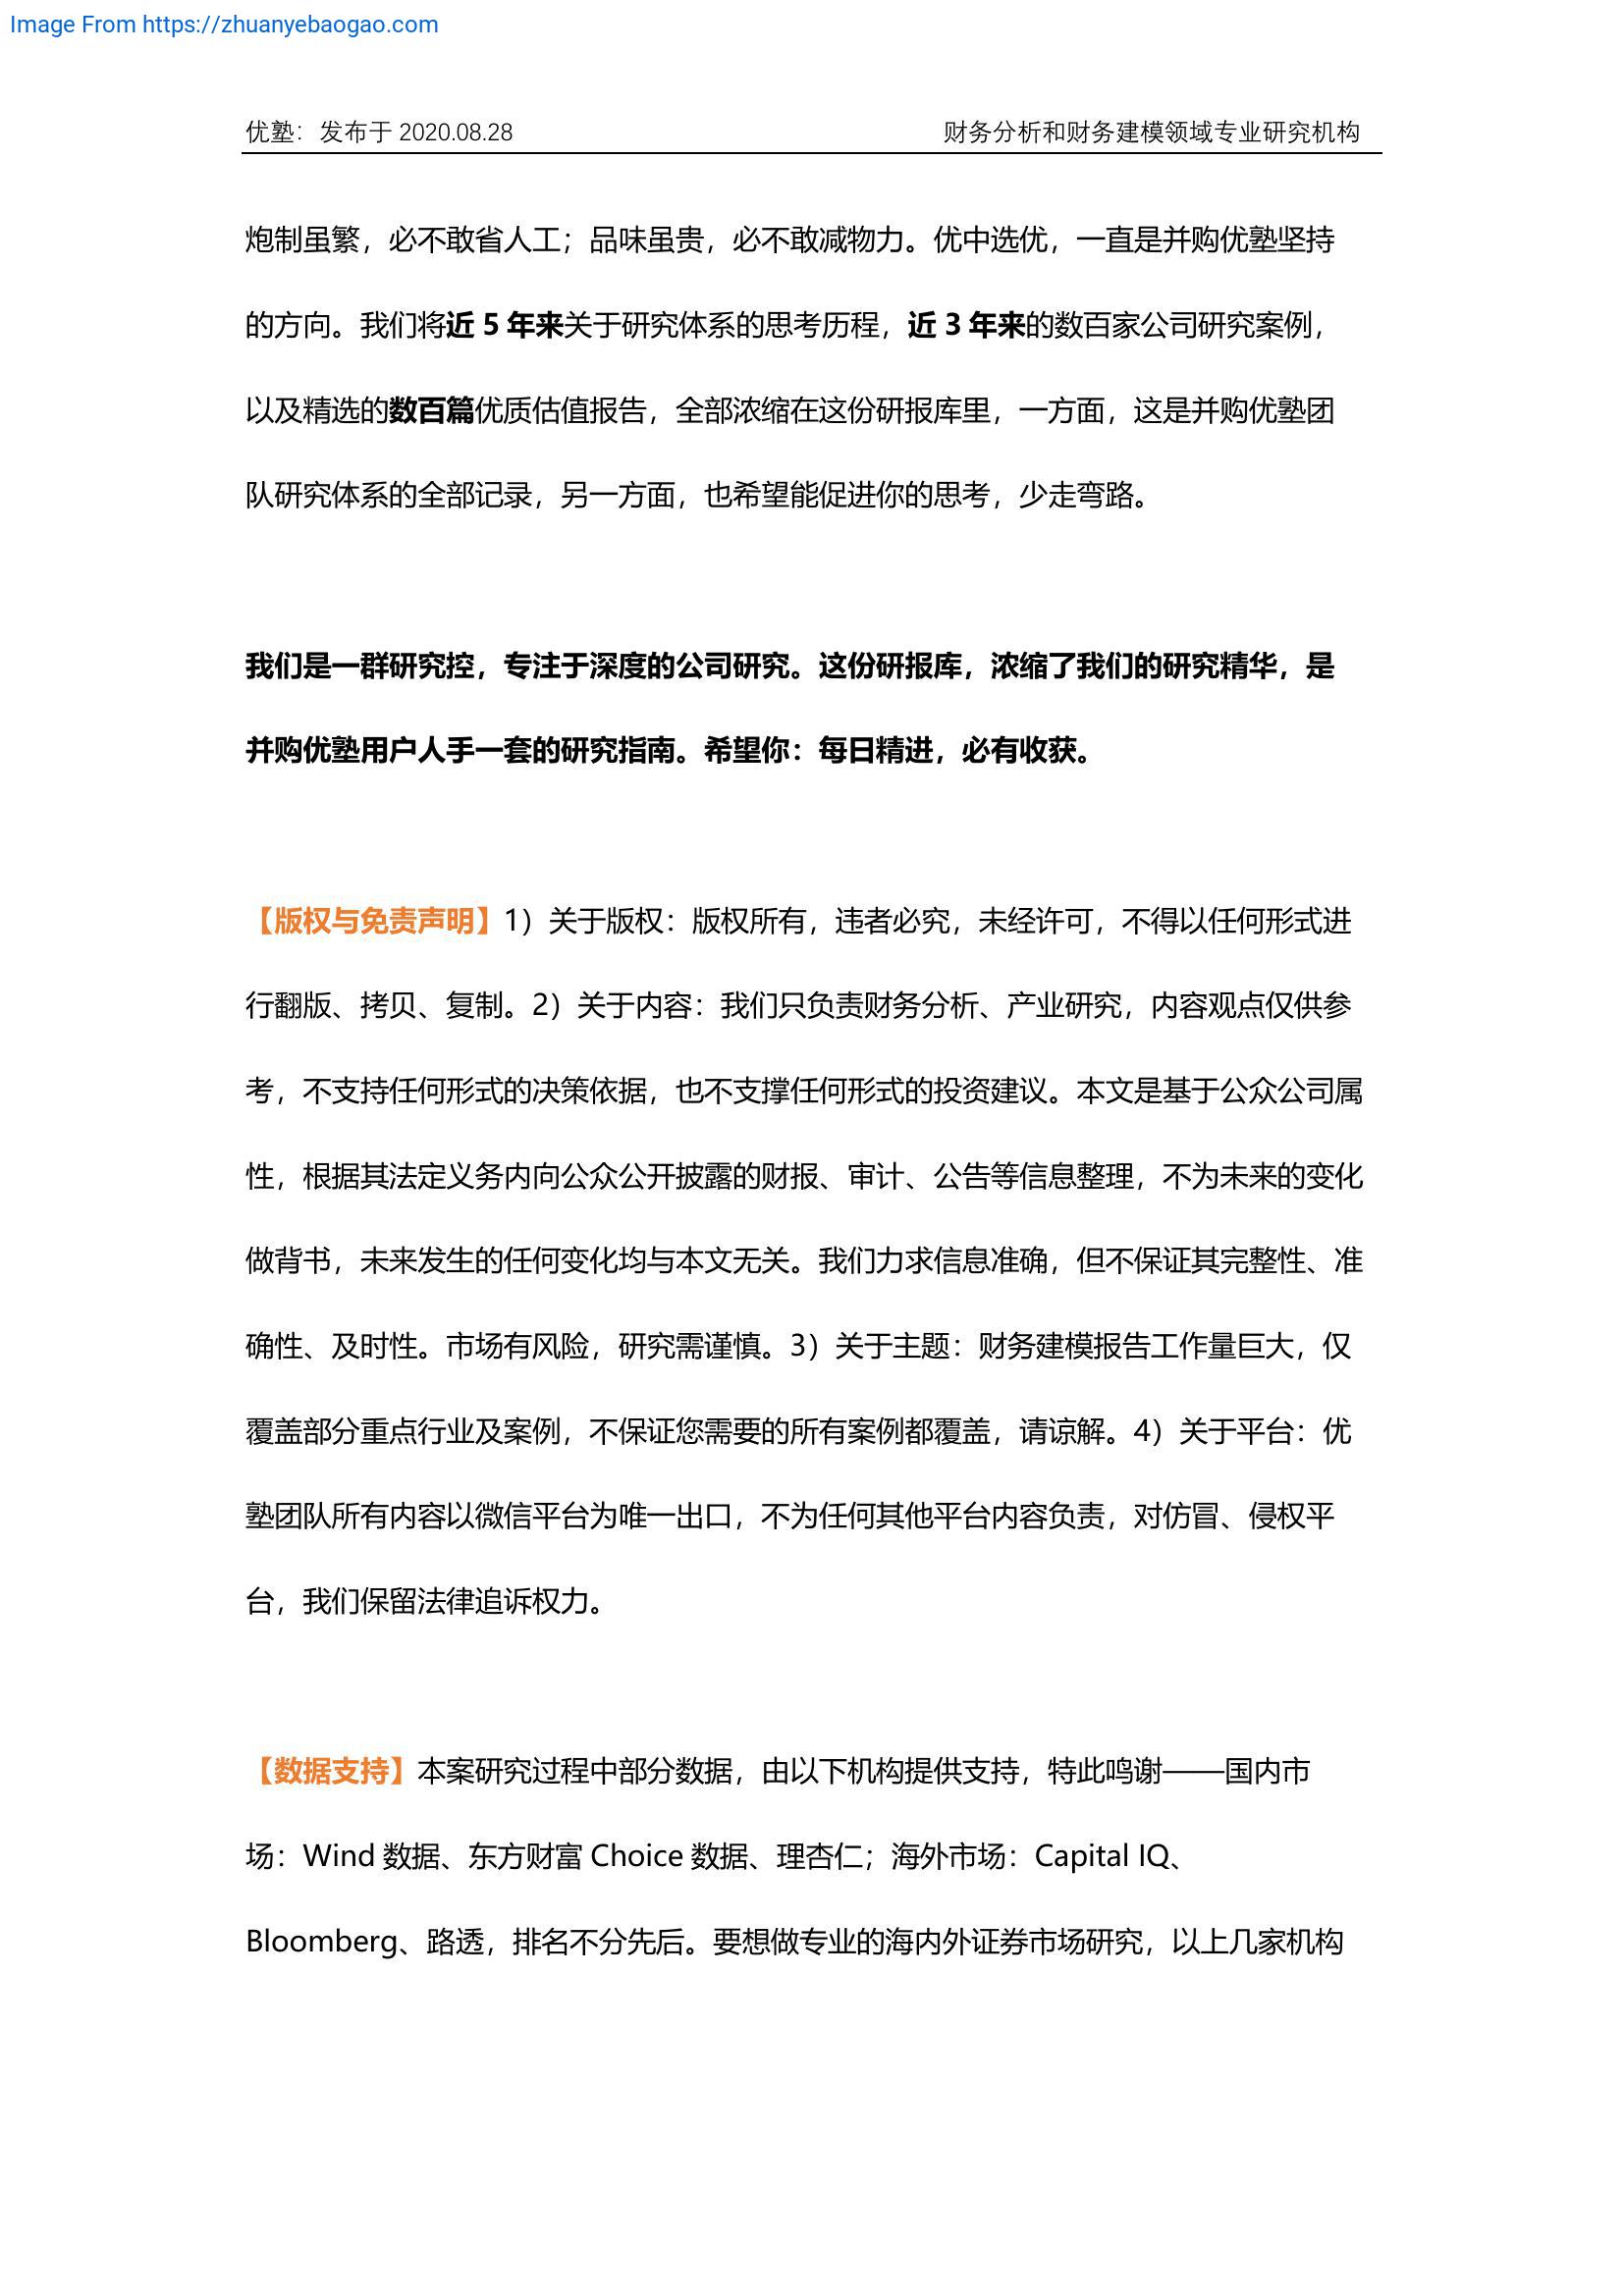 Image From https://zhuanyebaogao.com
优塾：发布于 2020.08.28 财务分析和财务建模领域专业研究机构
炮制虽繁，必不敢省人工；品味虽贵，必不敢减物力。优中选优，一直是并购优塾坚持
的方向。我们将近 5 年来关于研究体系的思考历程，近 3 年来的数百家公司研究案例，
以及精选的数百篇优质估值报告，全部浓缩在这份研报库里，一方面，这是并购优塾团
队研究体系的全部记录，另一方面，也希望能促进你的思考，少走弯路。
我们是一群研究控，专注于深度的公司研究。这份研报库，浓缩了我们的研究精华，是
并购优塾用户人手一套的研究指南。希望你：每日精进，必有收获。
【版权与免责声明】1）关于版权：版权所有，违者必究，未经许可，不得以任何形式进
行翻版、拷贝、复制。2）关于内容：我们只负责财务分析、产业研究，内容观点仅供参
考，不支持任何形式的决策依据，也不支撑任何形式的投资建议。本文是基于公众公司属
性，根据其法定义务内向公众公开披露的财报、审计、公告等信息整理，不为未来的变化
做背书，未来发生的任何变化均与本文无关。我们力求信息准确，但不保证其完整性、准
确性、及时性。市场有风险，研究需谨慎。3）关于主题：财务建模报告工作量巨大，仅
覆盖部分重点行业及案例，不保证您需要的所有案例都覆盖，请谅解。4）关于平台：优
塾团队所有内容以微信平台为唯一出口，不为任何其他平台内容负责，对仿冒、侵权平
台，我们保留法律追诉权力。
【数据支持】本案研究过程中部分数据，由以下机构提供支持，特此鸣谢——国内市
场：Wind 数据、东方财富 Choice 数据、理杏仁；海外市场：Capital IQ、
Bloomberg、路透，排名不分先后。要想做专业的海内外证券市场研究，以上几家机构